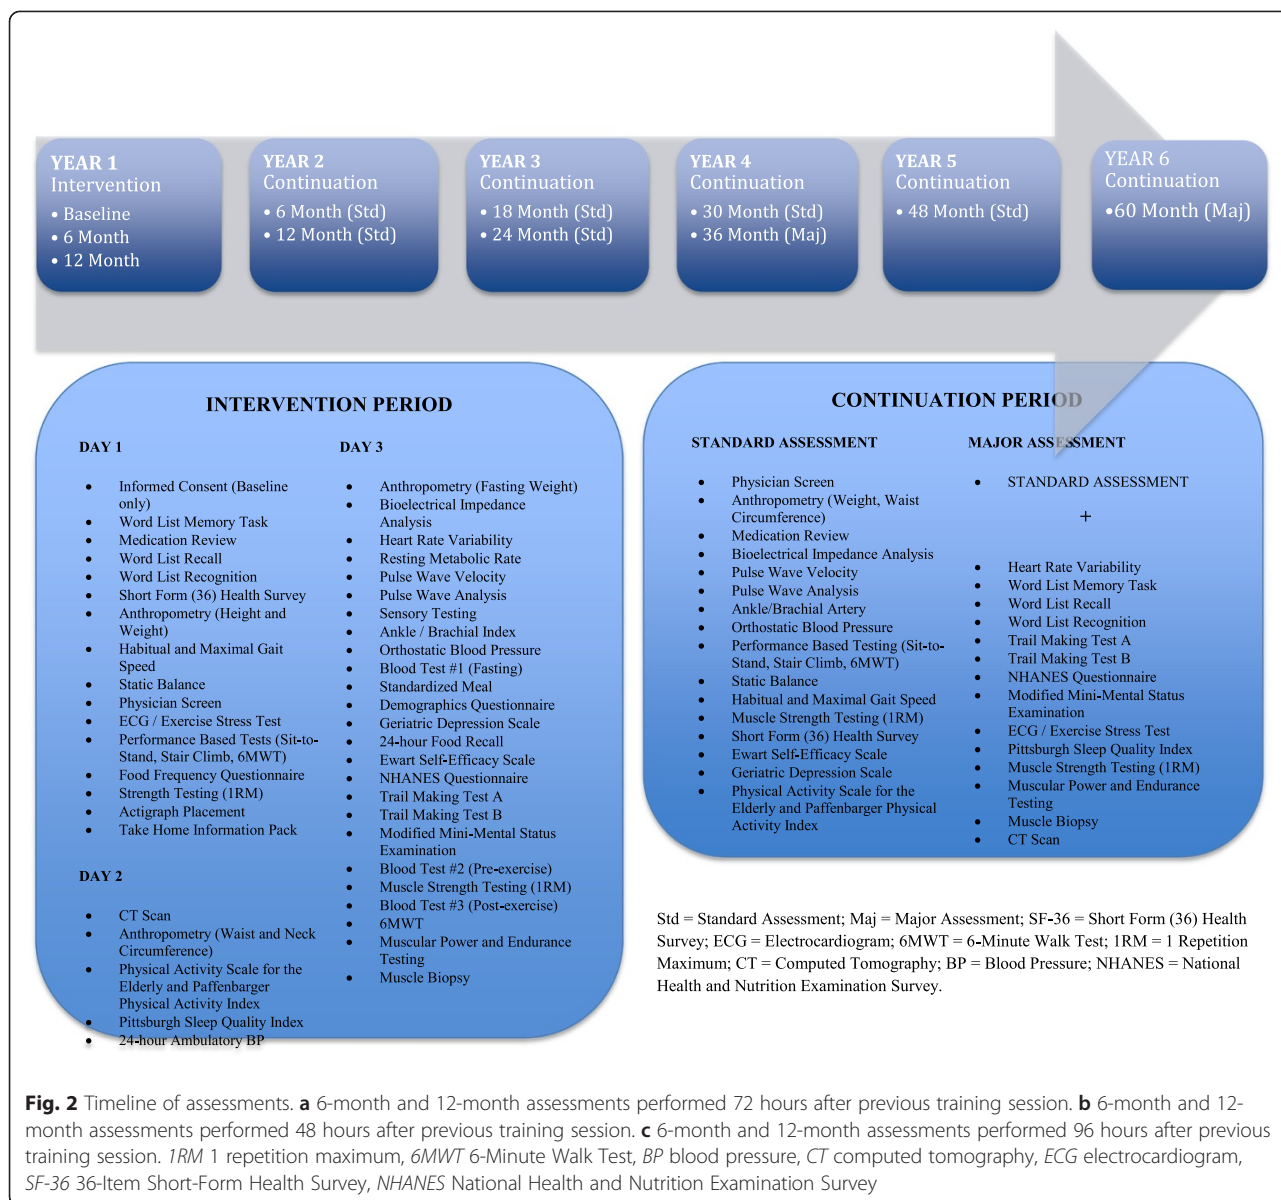 YEAR 1
Intervention
• Baseline
• 6 Month
• 12 Month
YEAR 2
Continuation
• 6 Month (Std)
• 12 Month (Std)
YEAR 3
Continuation
• 18 Month (Std)
• 24 Month (Std)
YEAR 4
Continuation
• 30 Month (Std)
• 36 Month (Maj)
YEAR 5
Continuation
• 48 Month (Std)
YEAR 6
Continuation
•60 Month (Maj)
INTERVENTION PERIOD
DAY 1
• Informed Consent (Baseline
only)
• Word List Memory Task
• Medication Review
• Word List Recall
• Word List Recognition
• Short Form (36) Health Survey
• Anthropometry (Height and
Weight)
• Habitual and Maximal Gait
Speed
• Static Balance
• Physician Screen
• ECG / Exercise Stress Test
• Performance Based Tests (Sit-to-
Stand, Stair Climb, 6MWT)
• Food Frequency Questionnaire
• Strength Testing (1RM)
• Actigraph Placement
• Take Home Information Pack
DAY 2
• CT Scan
• Anthropometry (Waist and Neck
Circumference)
• Physical Activity Scale for the
Elderly and Paffenbarger
Physical Activity Index
• Pittsburgh Sleep Quality Index
• 24-hour Ambulatory BP
DAY 3
• Anthropometry (Fasting Weight)
• Bioelectrical Impedance
Analysis
• Heart Rate Variability
• Resting Metabolic Rate
• Pulse Wave Velocity
• Pulse Wave Analysis
• Sensory Testing
• Ankle / Brachial Index
• Orthostatic Blood Pressure
• Blood Test #1 (Fasting)
• Standardized Meal
• Demographics Questionnaire
• Geriatric Depression Scale
• 24-hour Food Recall
• Ewart Self-Efficacy Scale
• NHANES Questionnaire
• Trail Making Test A
• Trail Making Test B
• Modified Mini-Mental Status
Examination
• Blood Test #2 (Pre-exercise)
• Muscle Strength Testing (1RM)
• Blood Test #3 (Post-exercise)
• 6MWT
• Muscular Power and Endurance
Testing
• Muscle Biopsy
CONTINUATION PERIOD
STANDARD ASSESSMENT
• Physician Screen
• Anthropometry (Weight, Waist
Circumference)
• Medication Review
• Bioelectrical Impedance Analysis
• Pulse Wave Velocity
• Pulse Wave Analysis
• Ankle/Brachial Artery
• Orthostatic Blood Pressure
• Performance Based Testing (Sit-to-
Stand, Stair Climb, 6MWT)
• Static Balance
• Habitual and Maximal Gait Speed
• Muscle Strength Testing (1RM)
• Short Form (36) Health Survey
• Ewart Self-Efficacy Scale
• Geriatric Depression Scale
• Physical Activity Scale for the
Elderly and Paffenbarger Physical
Activity Index
MAJOR ASSESSMENT
• STANDARD ASSESSMENT
+
• Heart Rate Variability
• Word List Memory Task
• Word List Recall
• Word List Recognition
• Trail Making Test A
• Trail Making Test B
• NHANES Questionnaire
• Modified Mini-Mental Status
Examination
• ECG / Exercise Stress Test
• Pittsburgh Sleep Quality Index
• Muscle Strength Testing (1RM)
• Muscular Power and Endurance
Testing
• Muscle Biopsy
• CT Scan
Std = Standard Assessment; Maj = Major Assessment; SF-36 = Short Form (36) Health
Survey; ECG = Electrocardiogram; 6MWT = 6-Minute Walk Test; 1RM = 1 Repetition
Maximum; CT = Computed Tomography; BP = Blood Pressure; NHANES = National
Health and Nutrition Examination Survey.
Fig. 2 Timeline of assessments. a 6-month and 12-month assessments performed 72 hours after previous training session. b 6-month and 12-
month assessments performed 48 hours after previous training session. c 6-month and 12-month assessments performed 96 hours after previous
training session. 1RM 1 repetition maximum, 6MWT 6-Minute Walk Test, BP blood pressure, CT computed tomography, ECG electrocardiogram,
SF-36 36-Item Short-Form Health Survey, NHANES National Health and Nutrition Examination Survey